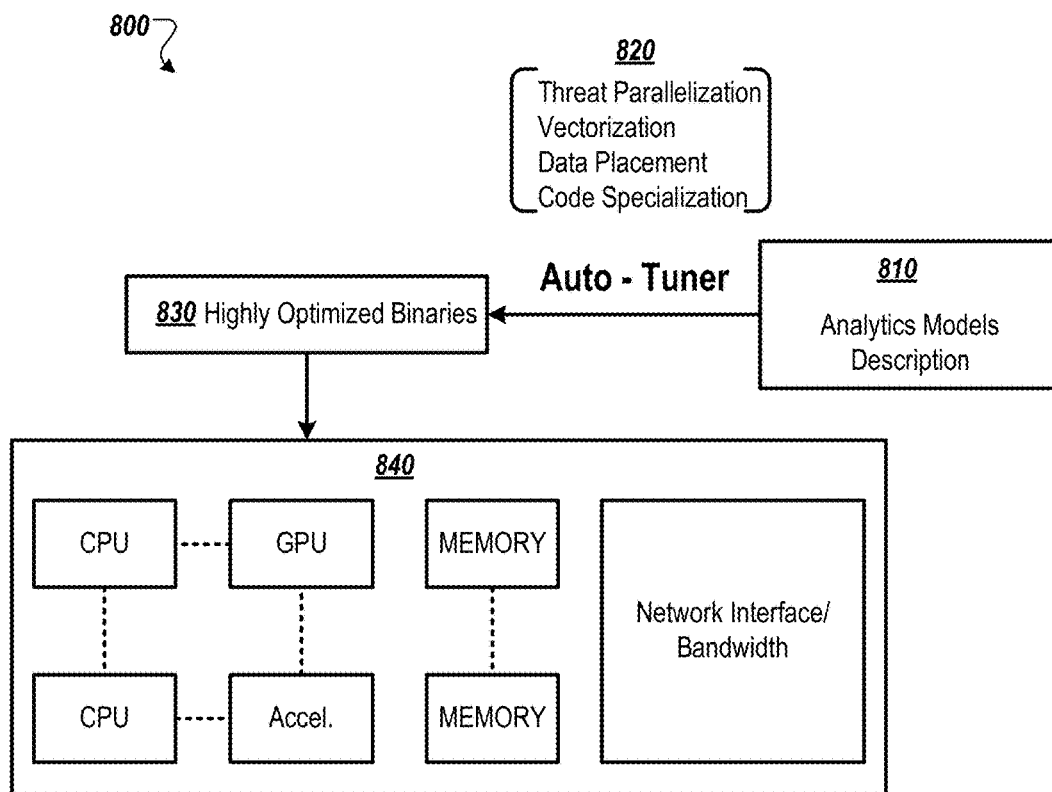 800
820
Threat Parallelization
Vectorization
Data Placement
Code Specialization
Auto - Tuner
810
Analytics Models
Description
830 Highly Optimized Binaries
840
CPU
GPU
MEMORY
Network Interface/
Bandwidth
CPU
Accel.
MEMORY